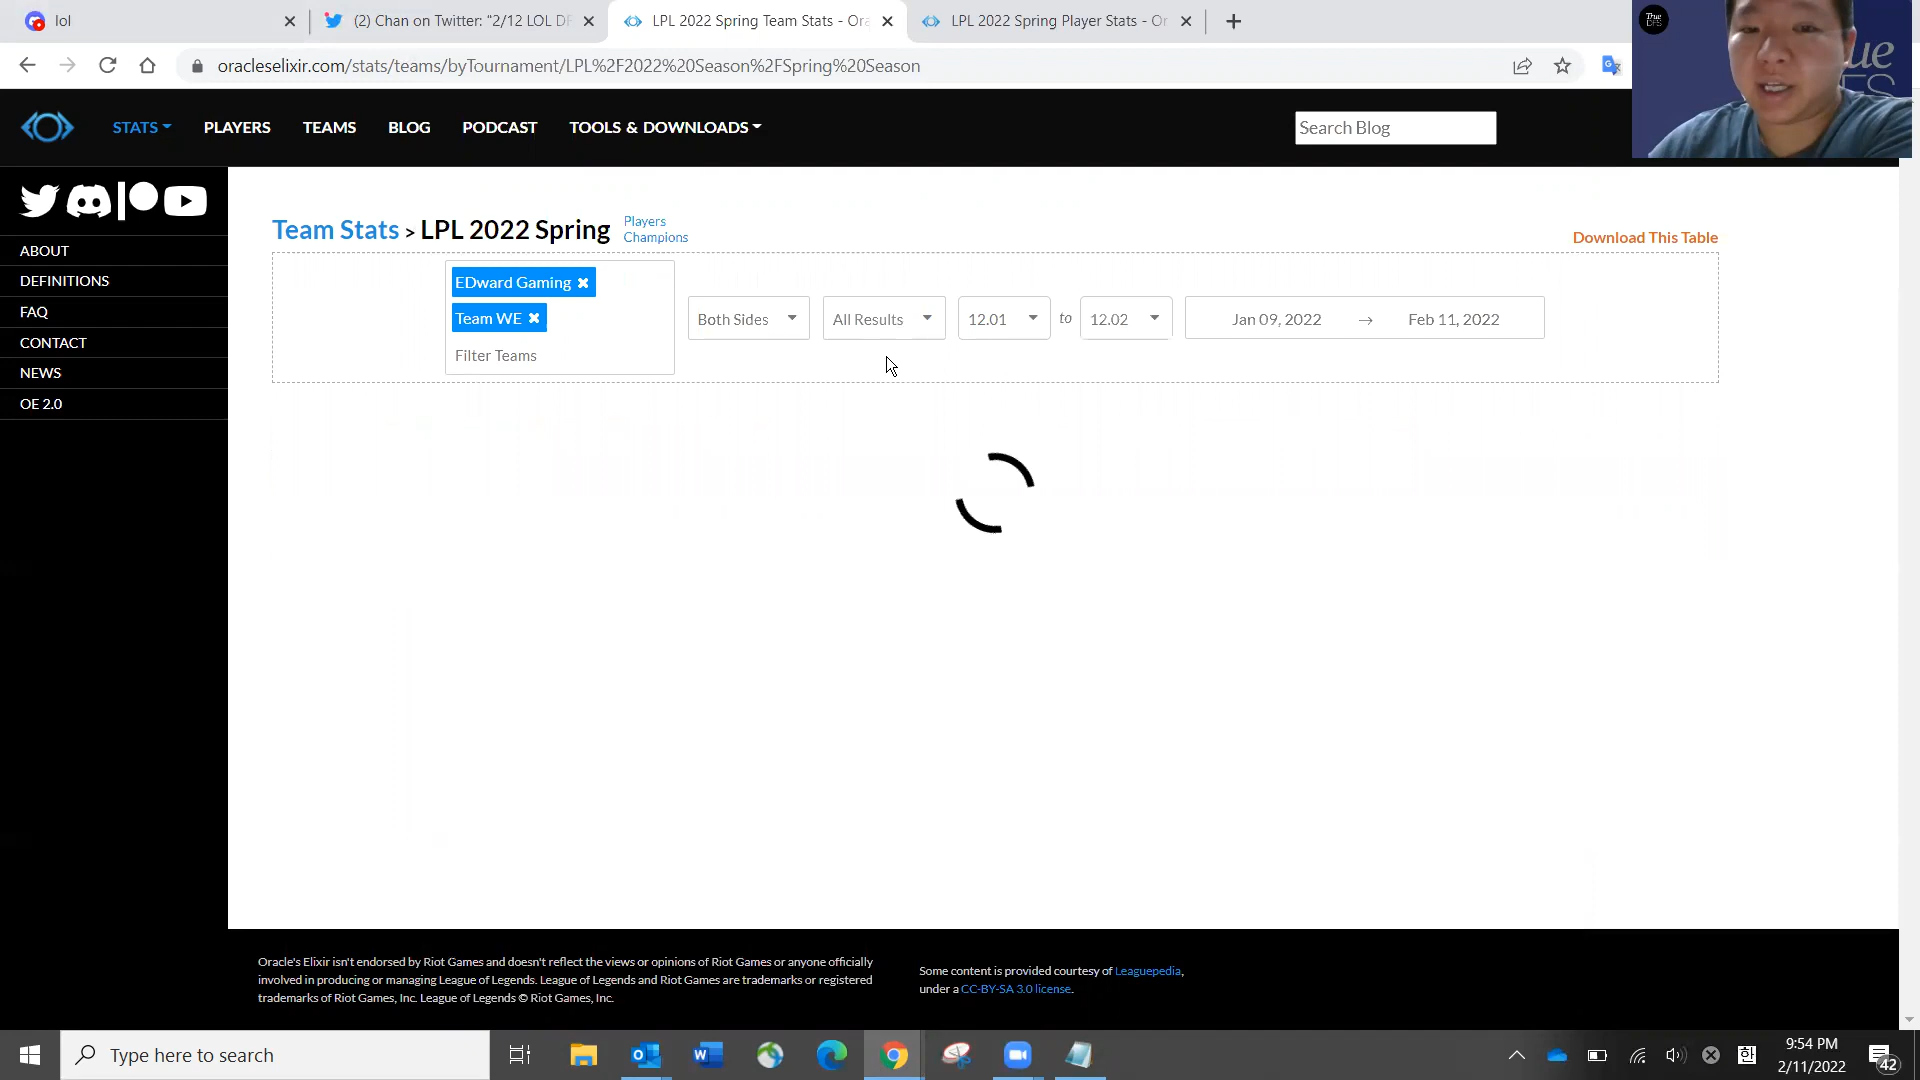 lol
(2) Chan on Twitter: "2/12 LOL DF
LPL 2022 Spring Team Stats - Ora
LPL 2022 Spring Player Stats - Or
oracleselixir.com/stats/teams/byTournament/LPL%2F2022%20Season%2FSpring%20Season
True
DFS
ue
FS
STATS
PLAYERS
TEAMS
BLOG
PODCAST
TOOLS & DOWNLOADS
Search Blog
ABOUT
DEFINITIONS
FAQ
CONTACT
NEWS
OE 2.0
Team Stats > LPL 2022 Spring
Players
Champions
Download This Table
EDward Gaming
Team WE
Filter Teams
Both Sides
All Results
12.01
to
12.02
Jan 09, 2022 → Feb 11, 2022
Oracle's Elixir isn't endorsed by Riot Games and doesn't reflect the views or opinions of Riot Games or anyone officially
involved in producing or managing League of Legends. League of Legends and Riot Games are trademarks or registered
trademarks of Riot Games, Inc. League of Legends © Riot Games, Inc.
Some content is provided courtesy of Leaguepedia,
under a CC-BY-SA 3.0 license.
Type here to search
한
9:54 PM
2/11/2022
42